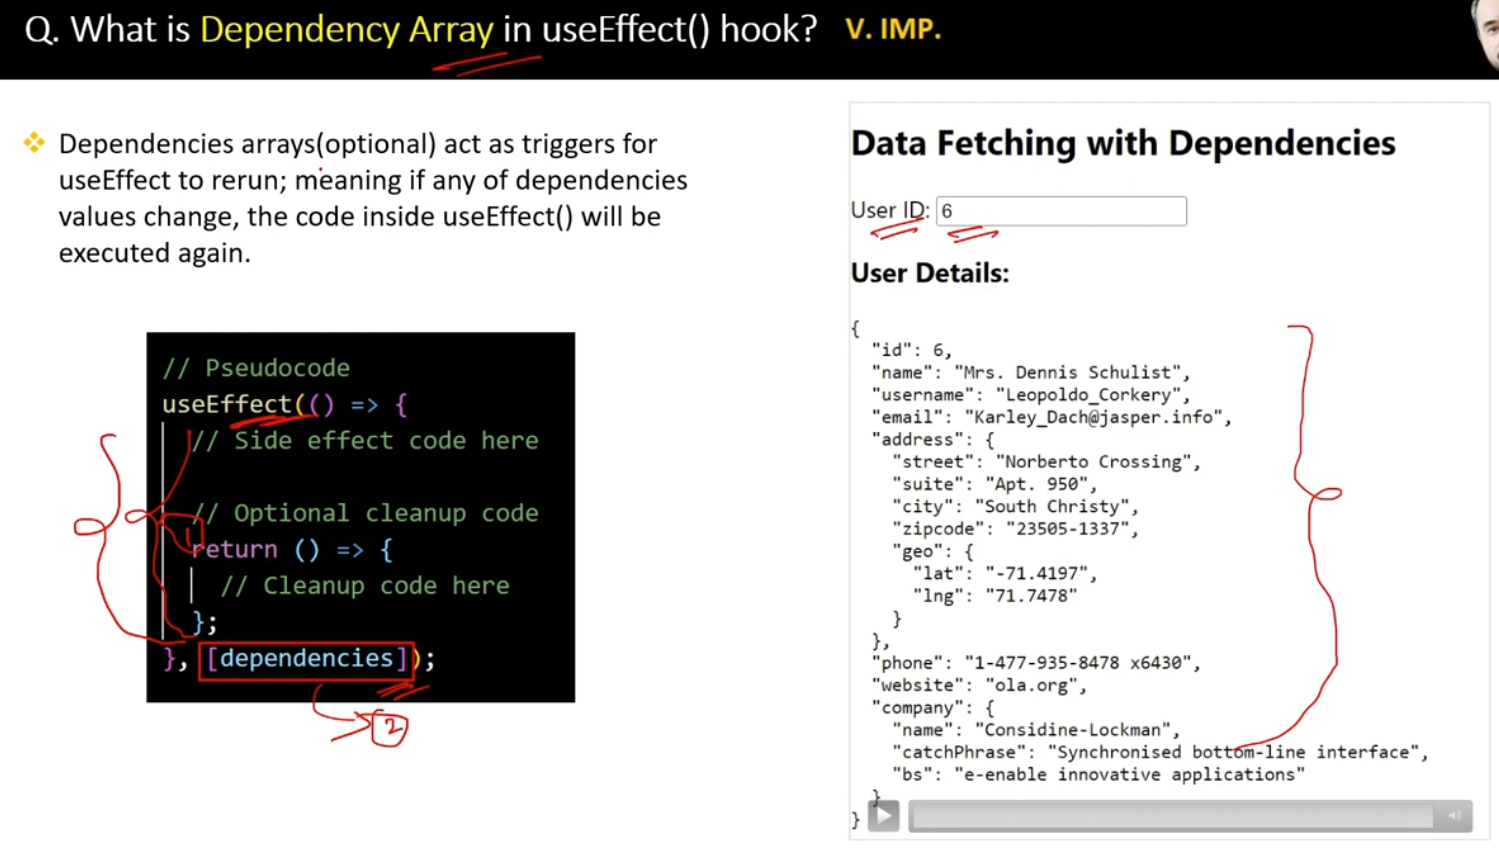 Q. What is Dependency Array in useEffect() hook? V. IMP.
Dependencies arrays(optional) act as triggers for
useEffect to rerun; meaning if any of dependencies
values change, the code inside useEffect() will be
executed again.
// Pseudocode
useEffect(() => {
// Side effect code here
// Optional cleanup code
return () => {
// Cleanup code here
};
}, [dependencies]);
1
2
Data Fetching with Dependencies
User ID: 6
User Details:
{
"id": 6,
"name": "Mrs. Dennis Schulist",
"username": "Leopoldo_Corkery",
"email": "Karley_Dach@jasper.info",
"address": {
"street": "Norberto Crossing",
"suite": "Apt. 950",
"city": "South Christy",
"zipcode": "23505-1337",
"geo": {
"lat": "-71.4197",
"lng": "71.7478"
}
},
"phone": "1-477-935-8478 x6430",
"website": "ola.org",
"company": {
"name": "Considine-Lockman",
"catchPhrase": "Synchronised bottom-line interface",
"bs": "e-enable innovative applications"
}
}